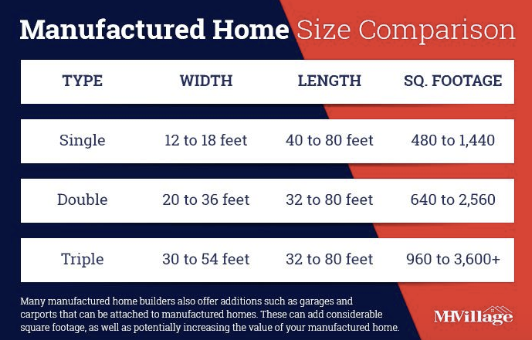 Manufactured Home Size Comparison
TYPE WIDTH LENGTH SQ. FOOTAGE
Single 12 to 18 feet 40 to 80 feet 480 to 1,440
Double 20 to 36 feet 32 to 80 feet 640 to 2,560
Triple 30 to 54 feet 32 to 80 feet 960 to 3,600+
Many manufactured home builders also offer additions such as garages and
carports that can be attached to manufactured homes. These can add considerable
square footage, as well as potentially increasing the value of your manufactured home.
MHVillage